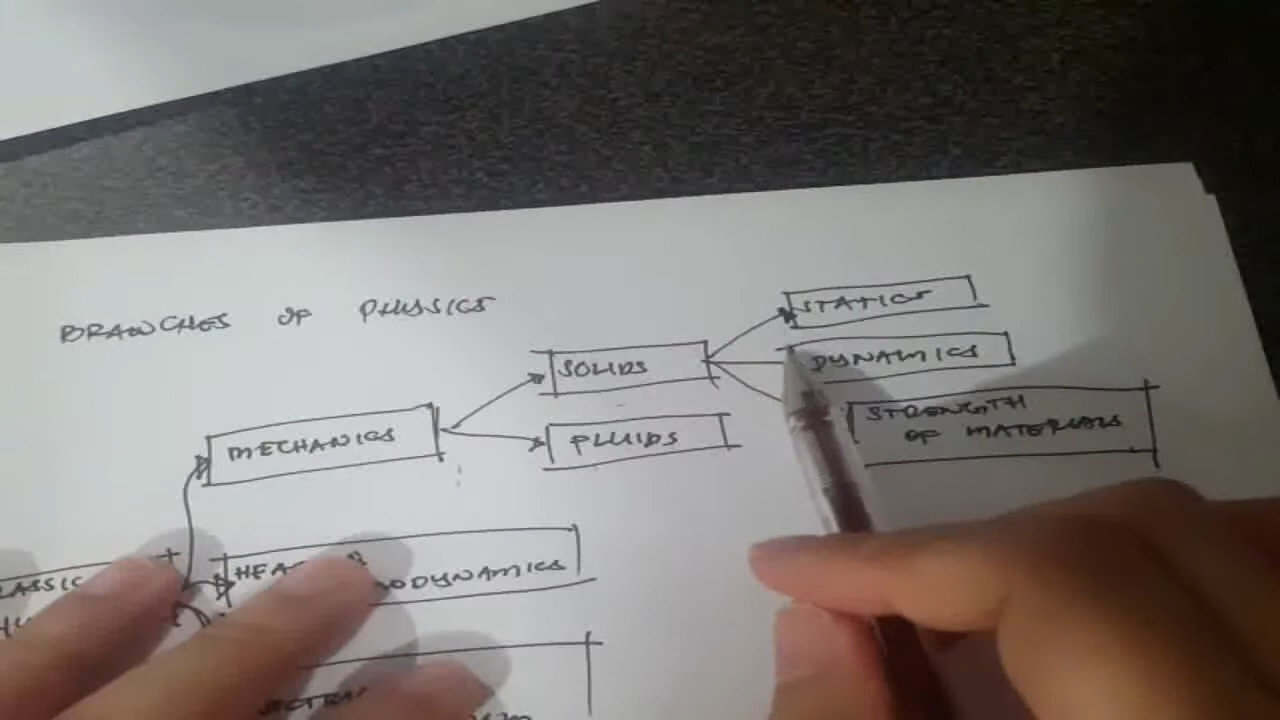 BRANCHES OF PHYSICS
STATICS
SOLIDS
DYNAMICS
STRENGTH
OF MATERIALS
MECHANICS
FLUIDS